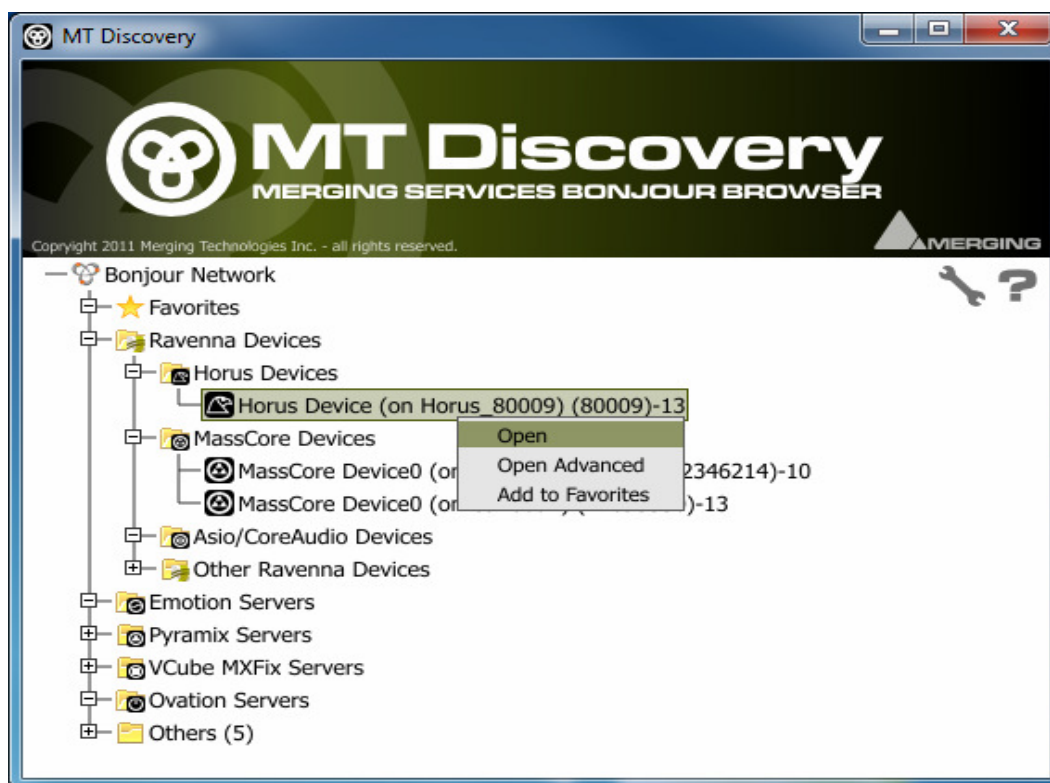 MT Discovery
MT Discovery
MERGING SERVICES BONJOUR BROWSER
Copryight 2011 Merging Technologies Inc. - all rights reserved.
MERGING
Bonjour Network
?
Favorites
Ravenna Devices
Horus Devices
Horus Device (on Horus_80009) (80009)-13
Open
MassCore Devices
Open Advanced
MassCore Device0 (or 2346214)-10
Add to Favorites
MassCore Device0 (or )-13
Asio/CoreAudio Devices
Other Ravenna Devices
Emotion Servers
Pyramix Servers
VCube MXFix Servers
Ovation Servers
Others (5)